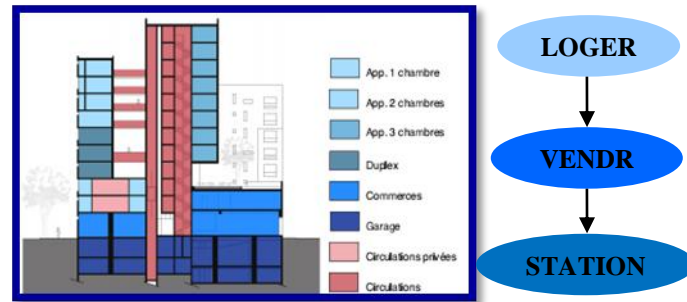 App. 1 chambre
App. 2 chambres
App. 3 chambres
Duplex
Commerces
Garage
Circulations privées
Circulations
LOGER
VENDR
STATION